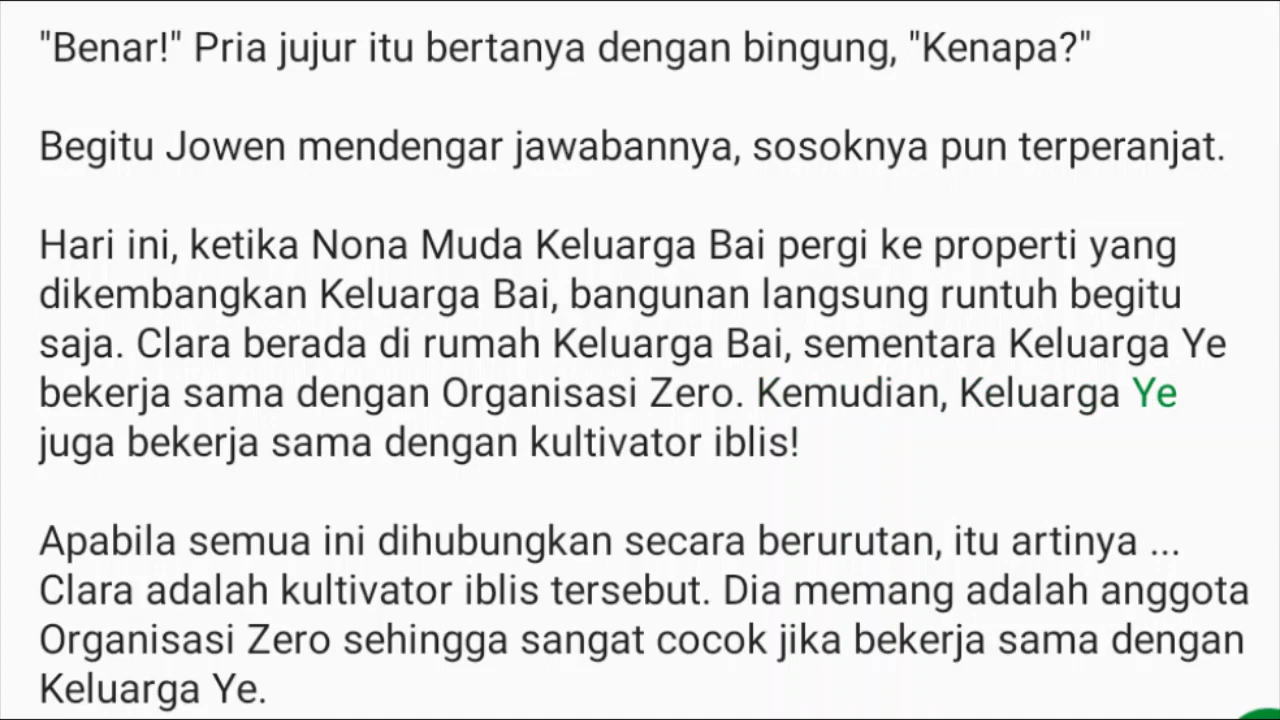 "Benar!" Pria jujur itu bertanya dengan bingung, "Kenapa?"
Begitu Jowen mendengar jawabannya, sosoknya pun terperanjat.
Hari ini, ketika Nona Muda Keluarga Bai pergi ke properti yang
dikembangkan Keluarga Bai, bangunan langsung runtuh begitu
saja. Clara berada di rumah Keluarga Bai, sementara Keluarga Ye
bekerja sama dengan Organisasi Zero. Kemudian, Keluarga Ye
juga bekerja sama dengan kultivator iblis!
Apabila semua ini dihubungkan secara berurutan, itu artinya ...
Clara adalah kultivator iblis tersebut. Dia memang adalah anggota
Organisasi Zero sehingga sangat cocok jika bekerja sama dengan
Keluarga Ye.